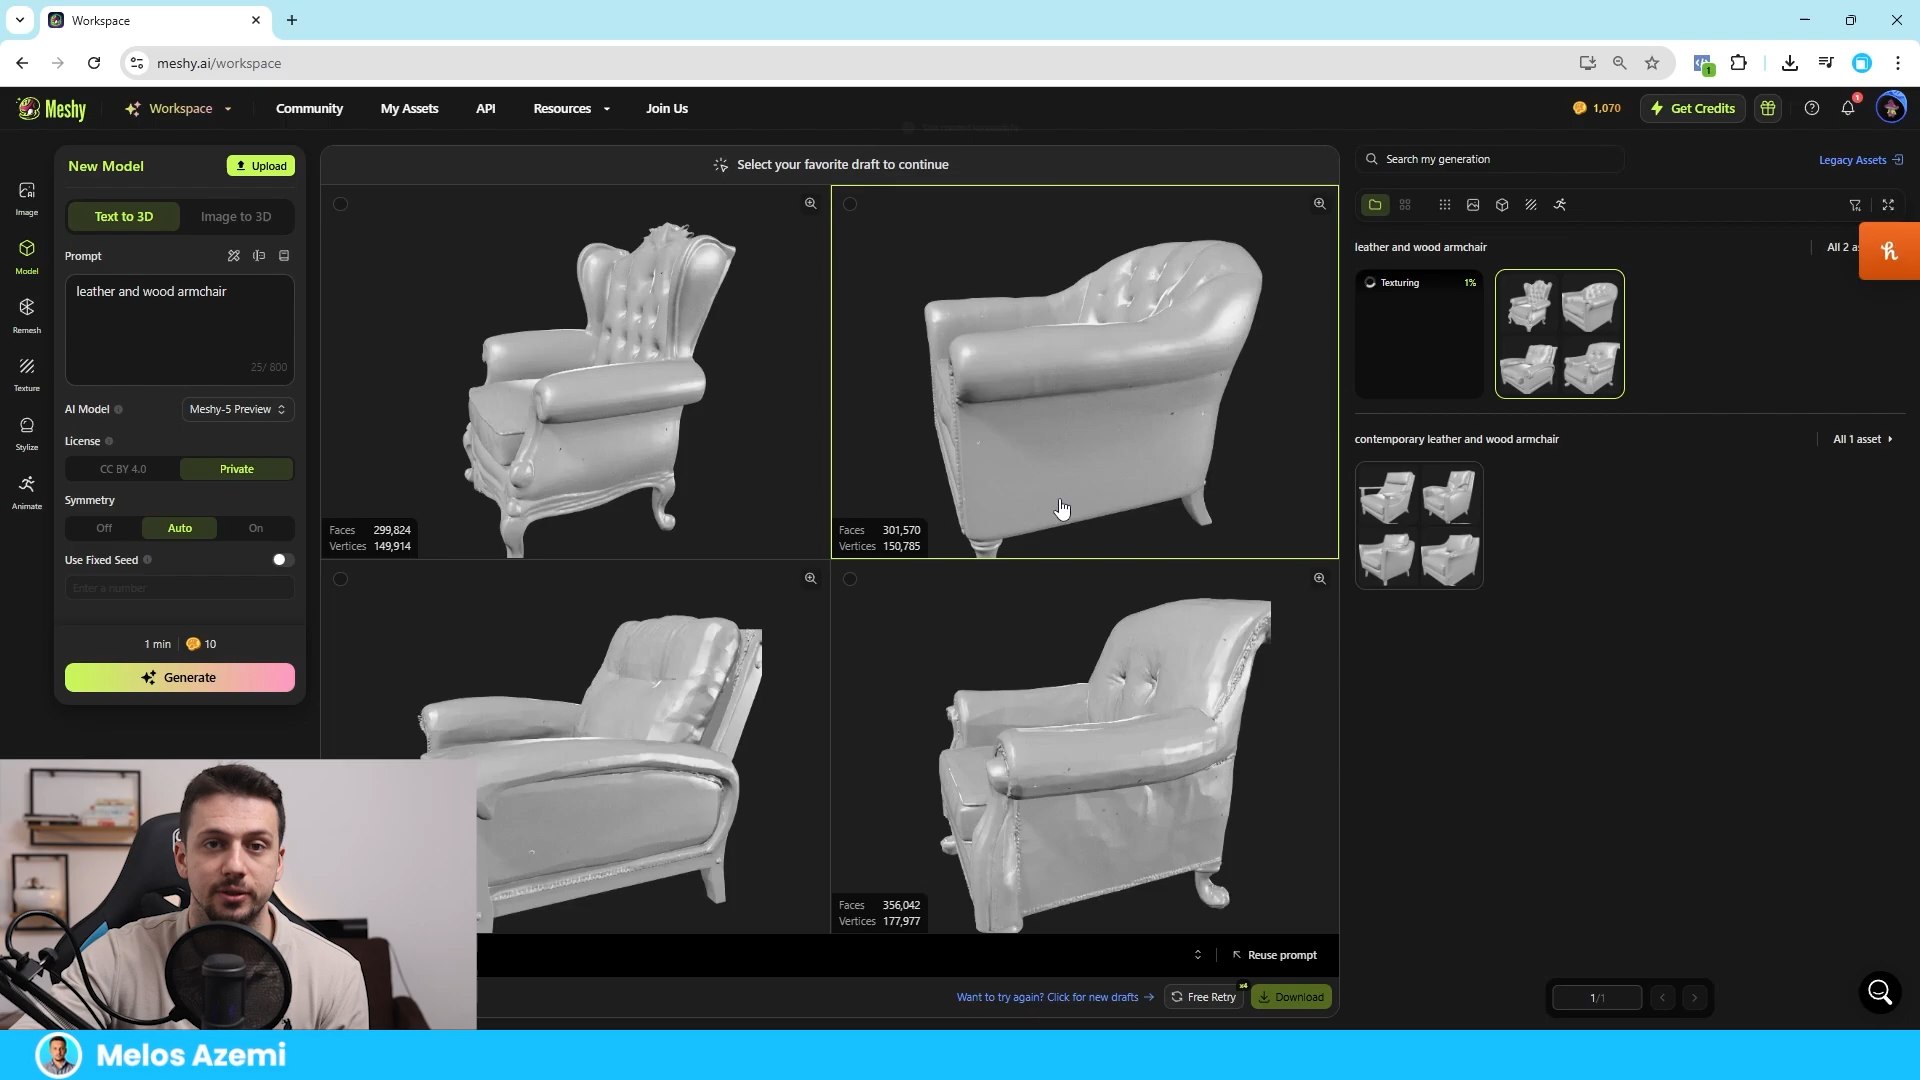 Workspace
meshy.ai/workspace
1
Meshy
Workspace
Community
My Assets
API
Resources
Join Us
1,070
Get Credits
1
New Model
Upload
Text to 3D
Image to 3D
Prompt
leather and wood armchair
25/ 800
AI Model
Meshy-5 Preview
License
CC BY 4.0
Private
Symmetry
Off
Auto
On
Use Fixed Seed
Enter a number
1 min
10
Generate
AI
Image
Model
Remesh
Texture
Stylize
Animate
Select your favorite draft to continue
Faces 299,824
Vertices 149,914
Faces 301,570
Vertices 150,785
Faces 356,042
Vertices 177,977
Reuse prompt
Want to try again? Click for new drafts
Free Retry
x4
Download
Search my generation
Legacy Assets
leather and wood armchair
All 2
Texturing
1%
contemporary leather and wood armchair
All 1 asset
1/1
Melos Azemi